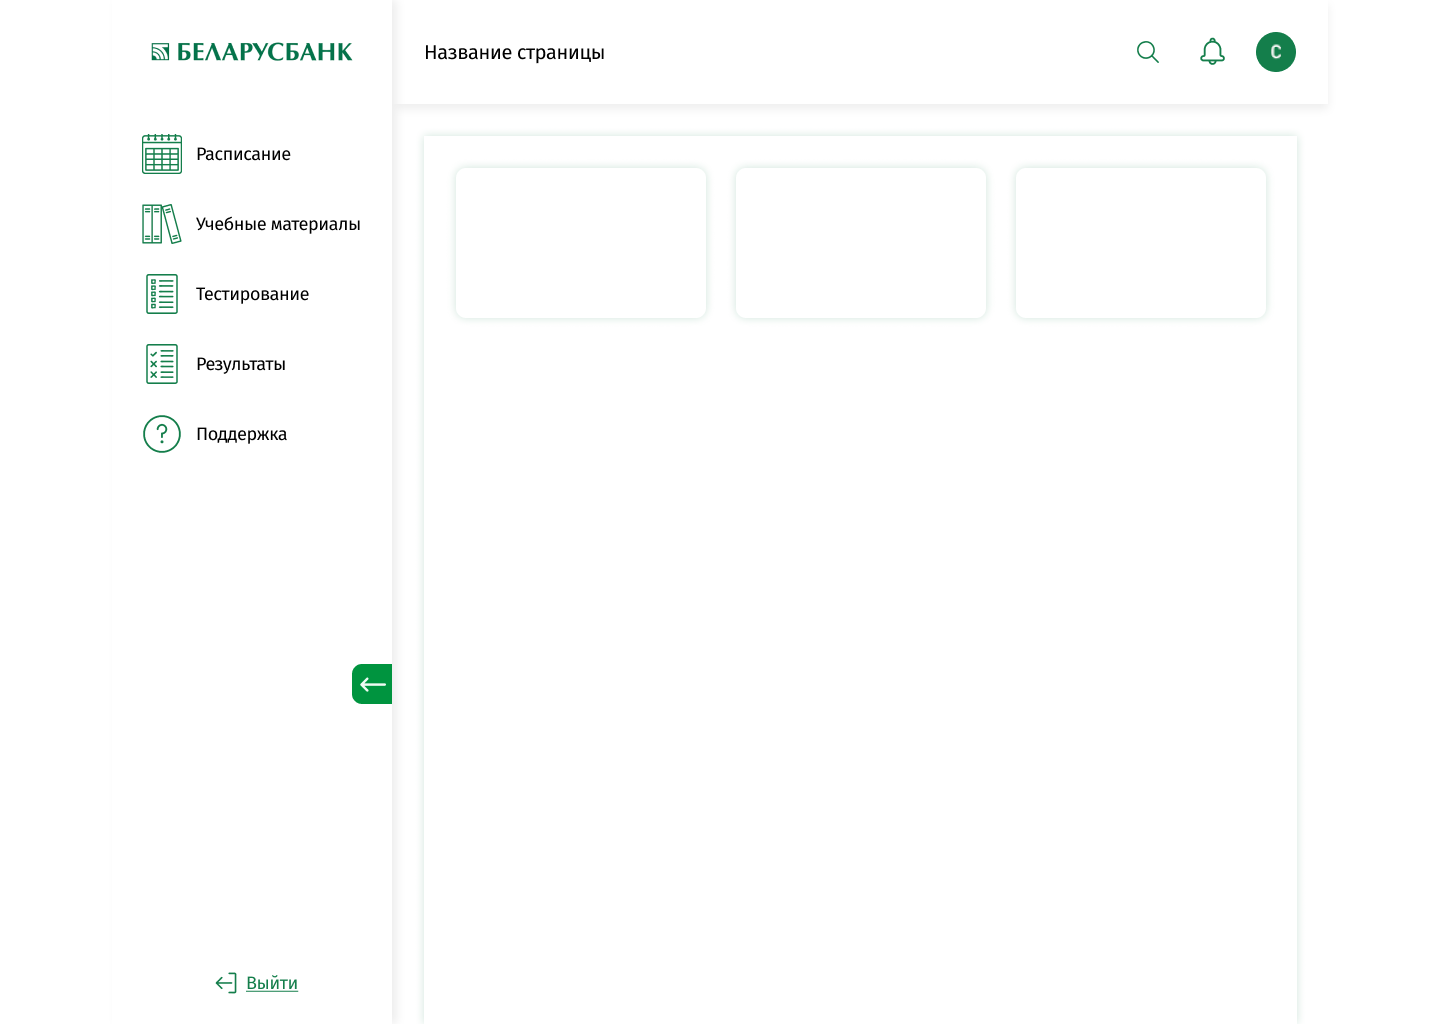 БЕЛАРУСБАНК
Название страницы
С
Расписание
Учебные материалы
Тестирование
Результаты
Поддержка
Выйти